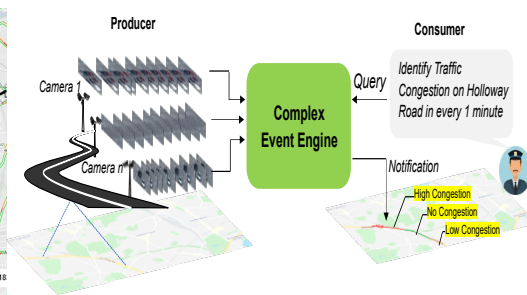 Producer
Consumer
Camera 1
Camera n
Complex
Event Engine
Query
Identify Traffic
Congestion on Holloway
Road in every 1 minute
Notification
High Congestion
No Congestion
Low Congestion
18